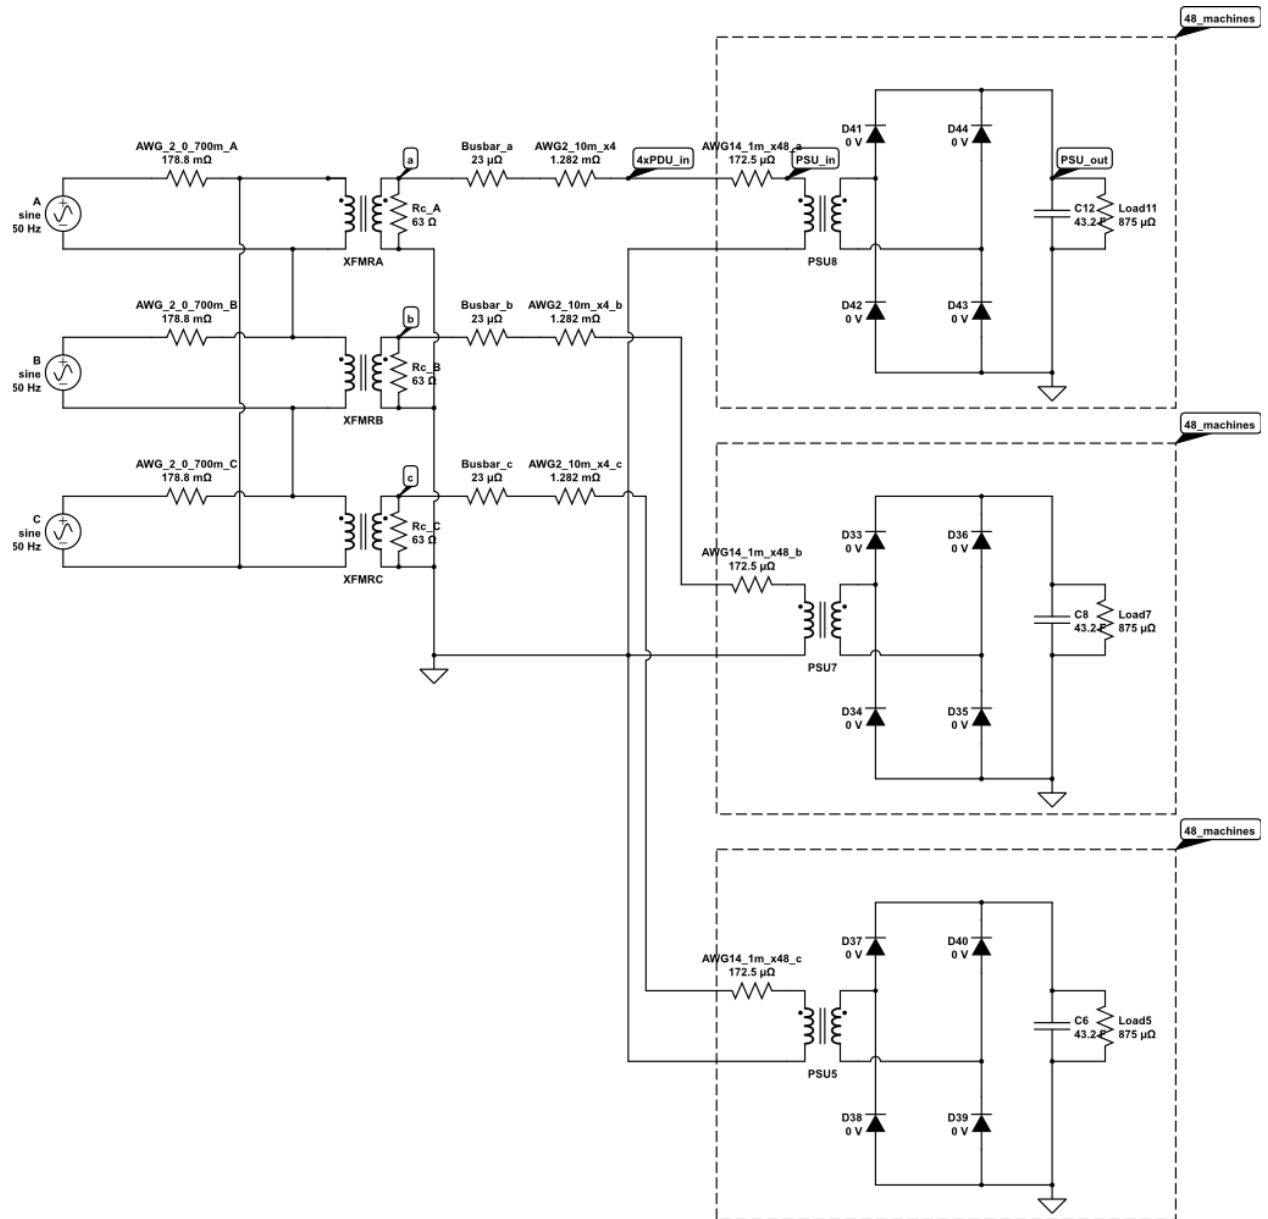 48_machines
AWG_2_0_700m_A
178.8 mΩ
a
Busbar_a
23 µΩ
AWG2_10m_x4
1.282 mΩ
4xPDU_in
AWG14_1m_x48_a
172.5 µΩ
PSU_in
D41
0 V
D44
0 V
PSU_out
A
sine
50 Hz
Rc_A
63 Ω
XFMRA
PSU8
C12
43.2 F
Load11
875 µΩ
AWG_2_0_700m_B
178.8 mΩ
b
Busbar_b
23 µΩ
AWG2_10m_x4_b
1.282 mΩ
D42
0 V
D43
0 V
B
sine
50 Hz
Rc_B
63 Ω
XFMRB
48_machines
AWG_2_0_700m_C
178.8 mΩ
c
Busbar_c
23 µΩ
AWG2_10m_x4_c
1.282 mΩ
C
sine
50 Hz
Rc_C
63 Ω
XFMRC
D33
0 V
D36
0 V
AWG14_1m_x48_b
172.5 µΩ
PSU7
C8
43.2 F
Load7
875 µΩ
D34
0 V
D35
0 V
48_machines
D37
0 V
D40
0 V
AWG14_1m_x48_c
172.5 µΩ
PSU5
C6
43.2 F
Load5
875 µΩ
D38
0 V
D39
0 V